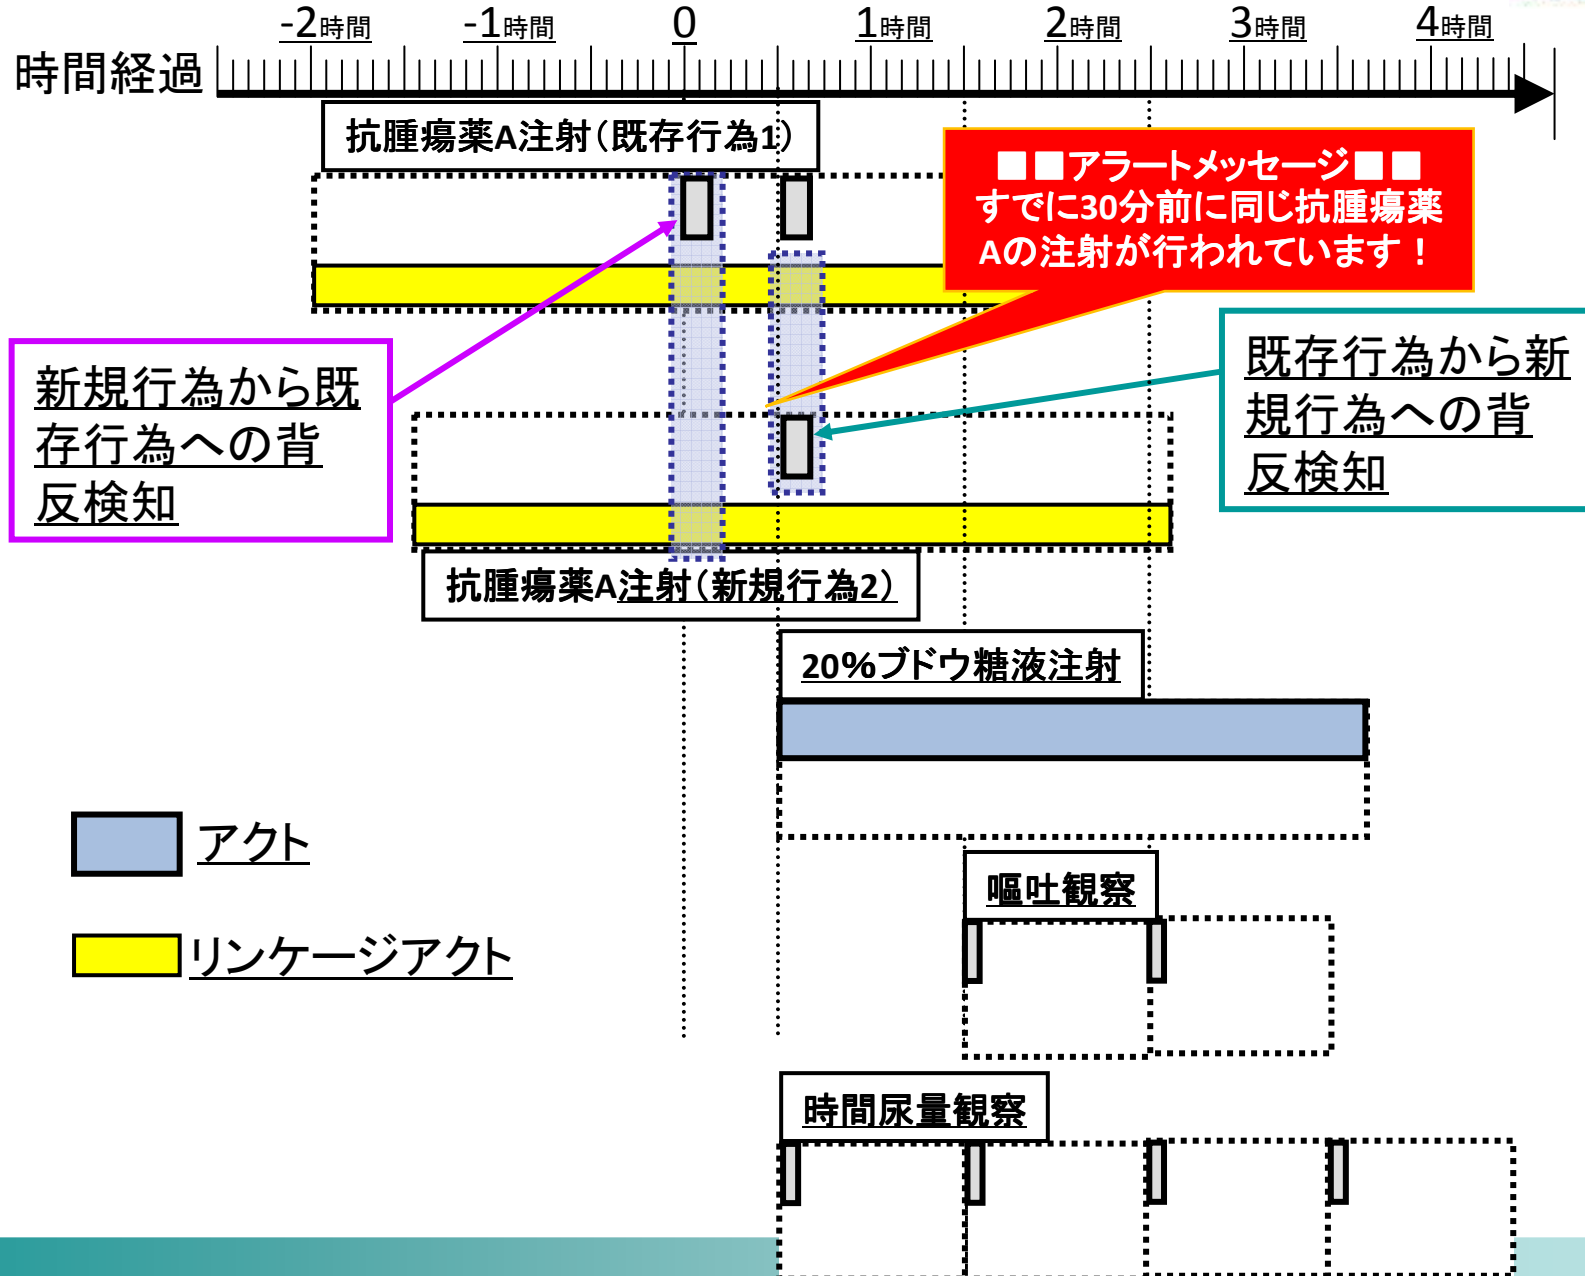 -2時間
-1時間
0
1時間
2時間
3時間
4時間
時間経過
抗腫瘍薬A注射(既存行為1)
■■アラートメッセージ■■
すでに30分前に同じ抗腫瘍薬
Aの注射が行われています!
新規行為から既
存行為への背
反検知
既存行為から新
規行為への背
反検知
抗腫瘍薬A注射(新規行為2)
20%ブドウ糖液注射
アクト
嘔吐観察
リンケージアクト
時間尿量観察